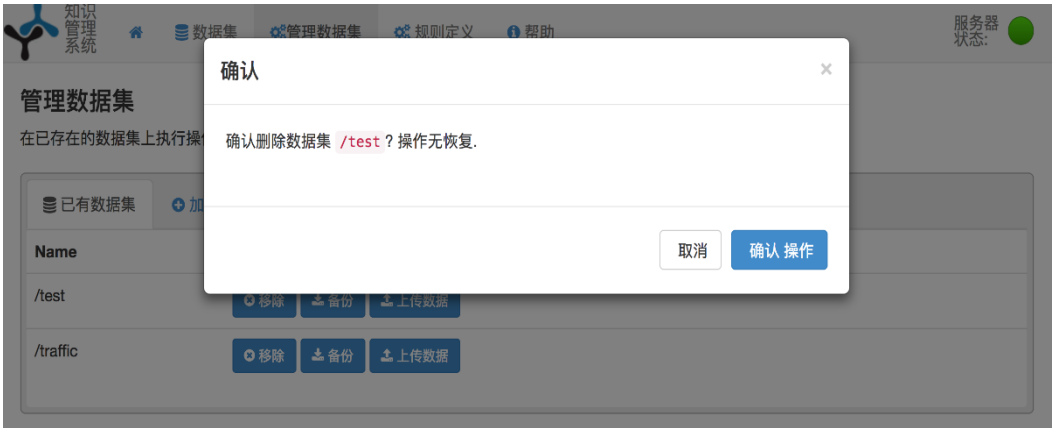 知识
管理
系统
数据集
管理数据集
规则定义
帮助
服务器
状态:
管理数据集
在已存在的数据集上执行操
确认
×
确认删除数据集 /test ? 操作无恢复.
取消
确认 操作
已有数据集
加
Name
/test
移除
备份
上传数据
/traffic
移除
备份
上传数据